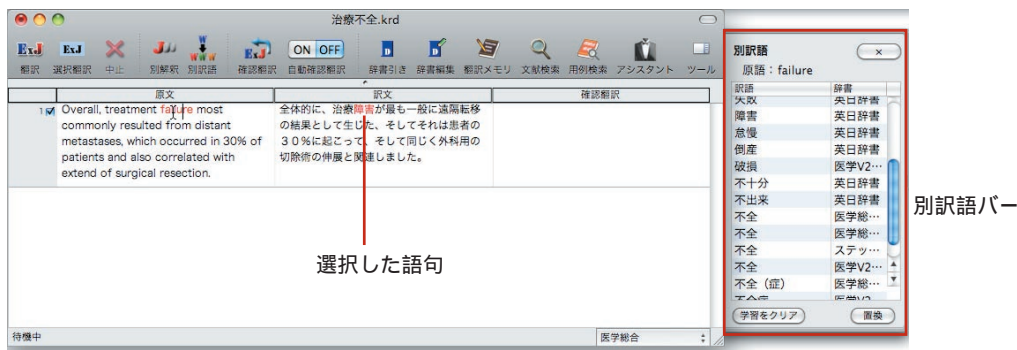 治療不全.krd
ExJ ExJ W W W W ExJ ON OFF D D
翻訳 選択翻訳 中止 別解釈 別訳語 確認翻訳 自動確認翻訳 辞書引き 辞書編集 翻訳メモリ 文献検索 用例検索 アシスタント ツール
原文 訳文 確認翻訳
1 Overall, treatment failure most
commonly resulted from distant
metastases, which occurred in 30% of
patients and also correlated with
extend of surgical resection.
全体的に、治療障害が最も一般に遠隔転移
の結果として生じた、そしてそれは患者の
３０％に起こって、そして同じく外科用の
切除術の伸展と関連しました。
選択した語句
待機中
医学総合
別訳語 ×
原語：failure
訳語 辞書
失敗 英日辞書
障害 英日辞書
怠慢 英日辞書
倒産 英日辞書
破損 医学V2…
不十分 英日辞書
不出来 英日辞書
不全 医学総…
不全 医学総…
不全 ステッ…
不全 医学V2…
不全（症） 医学総…
不全症 医学V2
学習をクリア 置換
別訳語バー